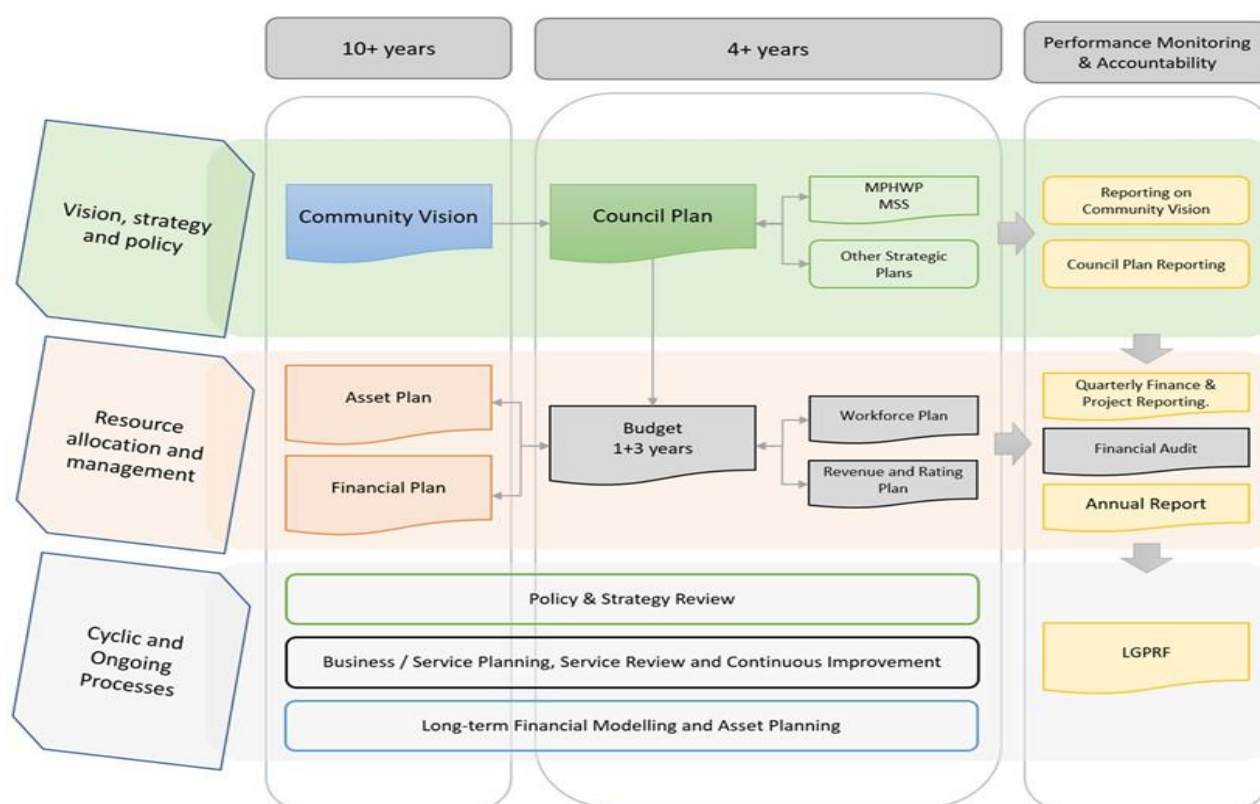 10+ years
4+ years
Performance Monitoring
& Accountability
Vision, strategy
and policy
Community Vision
Council Plan
MPHWP
MSS
Other Strategic
Plans
Reporting on
Community Vision
Council Plan Reporting
Resource
allocation and
management
Asset Plan
Financial Plan
Budget
1+3 years
Workforce Plan
Revenue and Rating
Plan
Quarterly Finance &
Project Reporting.
Financial Audit
Annual Report
Cyclic and
Ongoing
Processes
Policy & Strategy Review
Business / Service Planning, Service Review and Continuous Improvement
Long-term Financial Modelling and Asset Planning
LGPRF